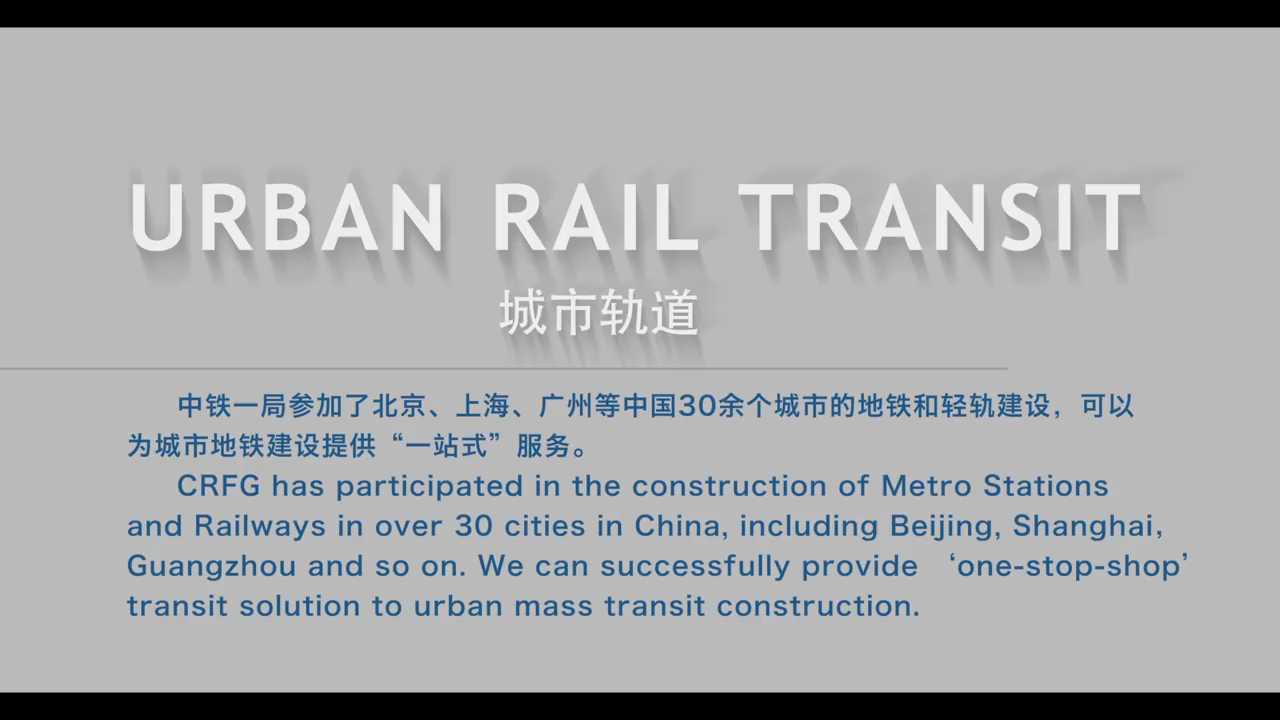 URBAN RAIL TRANSIT
城市轨道
中铁一局参加了北京、上海、广州等中国30余个城市的地铁和轻轨建设，可以
为城市地铁建设提供“一站式”服务。
CRFG has participated in the construction of Metro Stations
and Railways in over 30 cities in China, including Beijing, Shanghai,
Guangzhou and so on. We can successfully provide ‘one-stop-shop’
transit solution to urban mass transit construction.